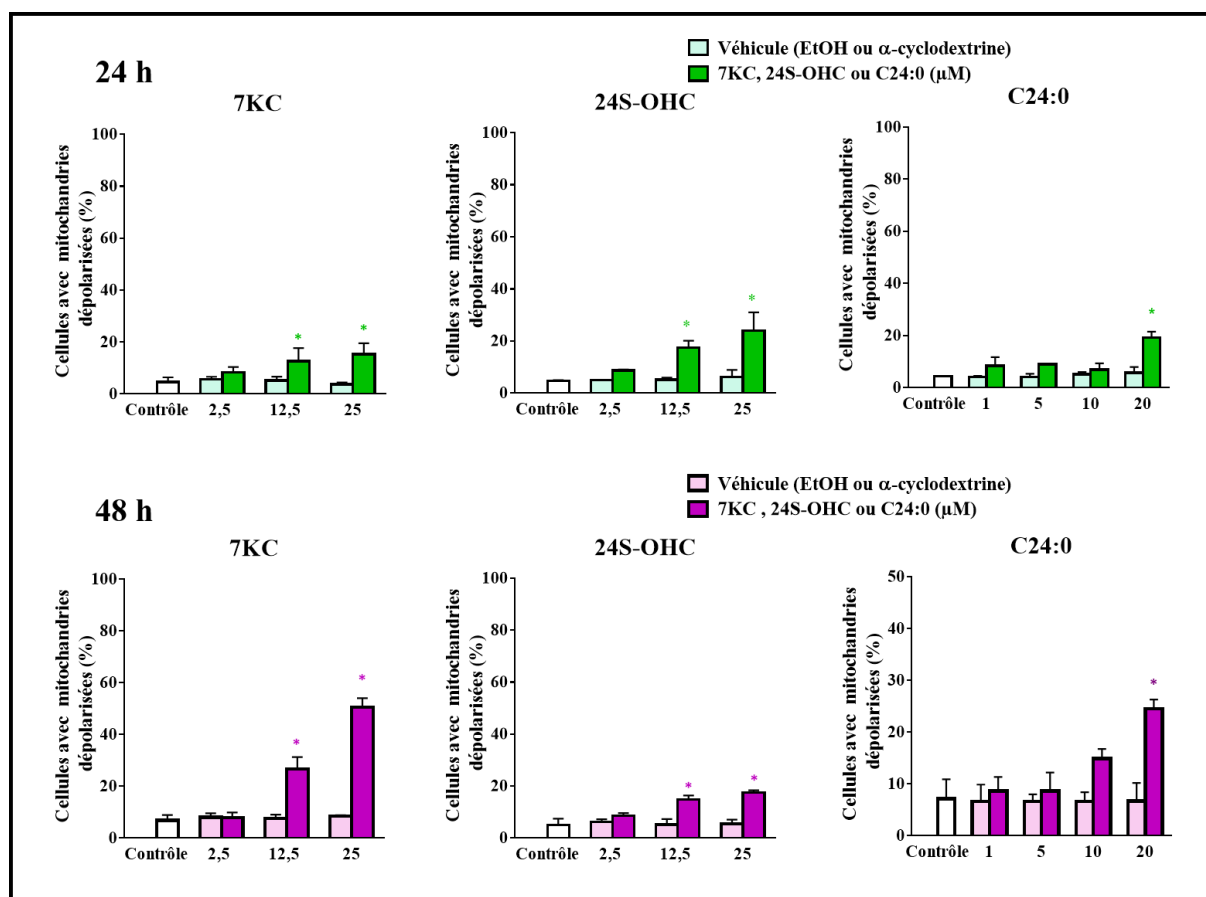 Véhicule (EtOH ou α-cyclodextrine)
7KC, 24S-OHC ou C24:0 (µM)
24 h
7KC
24S-OHC
C24:0
Cellules avec mitochandries
dépolarisées (%)
100
80
60
40
20
0
Contrôle 2,5 12,5 25
* *
Cellules avec mitochandries
dépolarisées (%)
100
80
60
40
20
0
Contrôle 2,5 12,5 25
* *
Cellules avec mitochandries
dépolarisées (%)
100
80
60
40
20
0
Contrôle 1 5 10 20
*
Véhicule (EtOH ou α-cyclodextrine)
7KC , 24S-OHC ou C24:0 (µM)
48 h
7KC
24S-OHC
C24:0
Cellules avec mitochandries
dépolarisées (%)
100
80
60
40
20
0
Contrôle 2,5 12,5 25
* *
Cellules avec mitochandries
dépolarisées (%)
100
80
60
40
20
0
Contrôle 2,5 12,5 25
* *
Cellules avec mitochandries
dépolarisées (%)
50
40
30
20
10
0
Contrôle 1 5 10 20
*